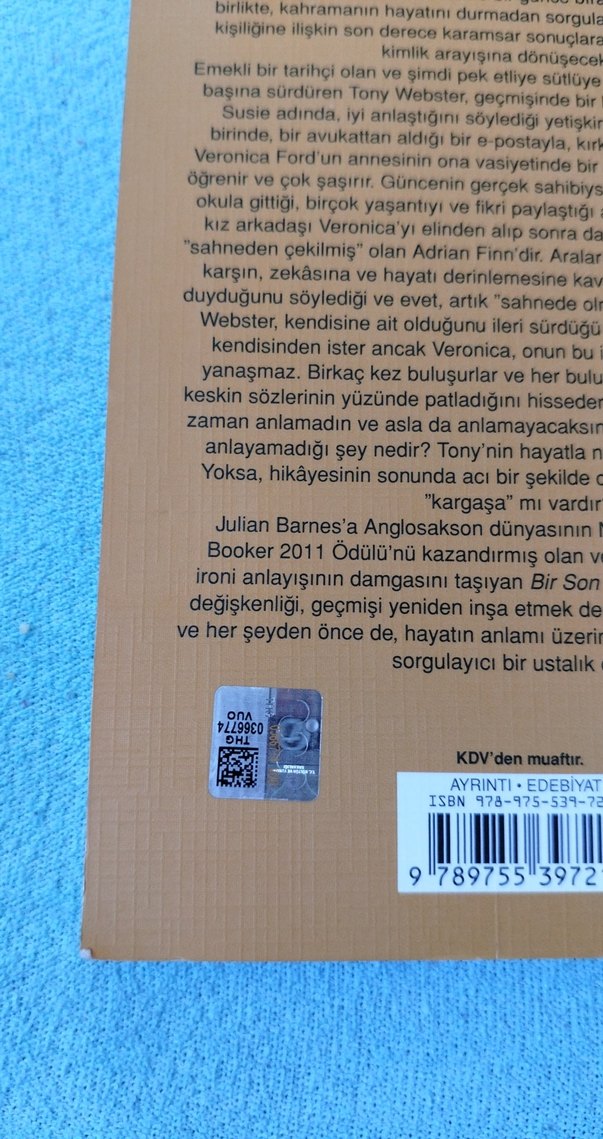 birlikte, kahramanın hayatını durmadan sorgula
kişiliğine ilişkin son derece karamsar sonuçlara
kimlik arayışına dönüşecek
Emekli bir tarihçi olan ve şimdi pek etliye sütlüye
başına sürdüren Tony Webster, geçmişinde bir
Susie adında, iyi anlaştığını söylediği yetişkin
birinde, bir avukattan aldığı bir e-postayla, kırk
Veronica Ford'un annesinin ona vasiyetinde bir
öğrenir ve çok şaşırır. Güncenin gerçek sahibiys
okula gittiği, birçok yaşantıyı ve fikri paylaştığı
kız arkadaşı Veronica'yı elinden alıp sonra da
"sahneden çekilmiş" olan Adrian Finn'dir. Aralar
karşın, zekâsına ve hayatı derinlemesine kav
duyduğunu söylediği ve evet, artık "sahnede olm
Webster, kendisine ait olduğunu ileri sürdüğü
kendisinden ister ancak Veronica, onun bu i
yanaşmaz. Birkaç kez buluşurlar ve her bulu
keskin sözlerinin yüzünde patladığını hisseder
zaman anlamadın ve asla da anlamayacaksın
anlayamadığı şey nedir? Tony'nin hayatla n
Yoksa, hikâyesinin sonunda acı bir şekilde
"kargaşa" mı vardır
Julian Barnes'a Anglosakson dünyasının
Booker 2011 Ödülü'nü kazandırmış olan ve
ironi anlayışının damgasını taşıyan Bir Son
değişkenliği, geçmişi yeniden inşa etmek de
ve her şeyden önce de, hayatın anlamı üzerin
sorgulayıcı bir ustalık
THG
0366774
VUO
KDV'den muaftır.
AYRINTI • EDEBİYAT
ISBN 978-975-539-72
9 789755 39721